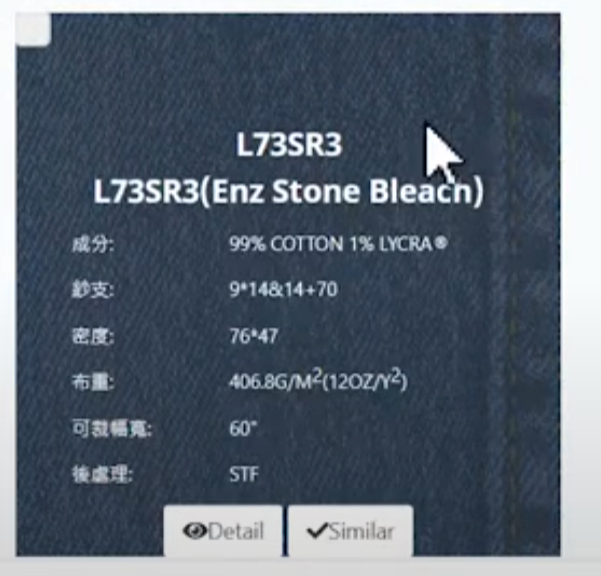 L73SR3
L73SR3(Enz Stone Bleach)
成分: 99% COTTON 1% LYCRA®
紗支: 9*14&14+70
密度: 76*47
布重: 406.8G/M²(12OZ/Y²)
可裁幅寬: 60"
後處理: STF
Detail Similar